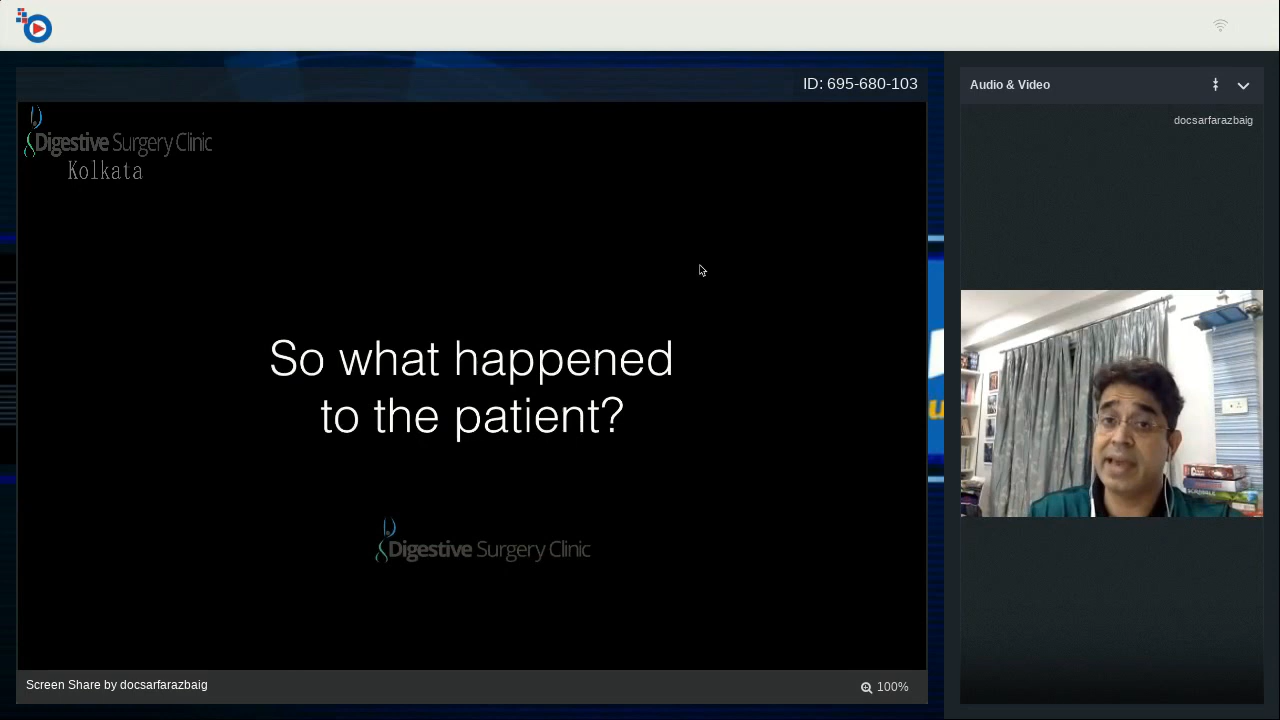 ID: 695-680-103
Audio & Video
docsarfarazbaig
Digestive Surgery Clinic
Kolkata
So what happened
to the patient?
Digestive Surgery Clinic
Screen Share by docsarfarazbaig
100%